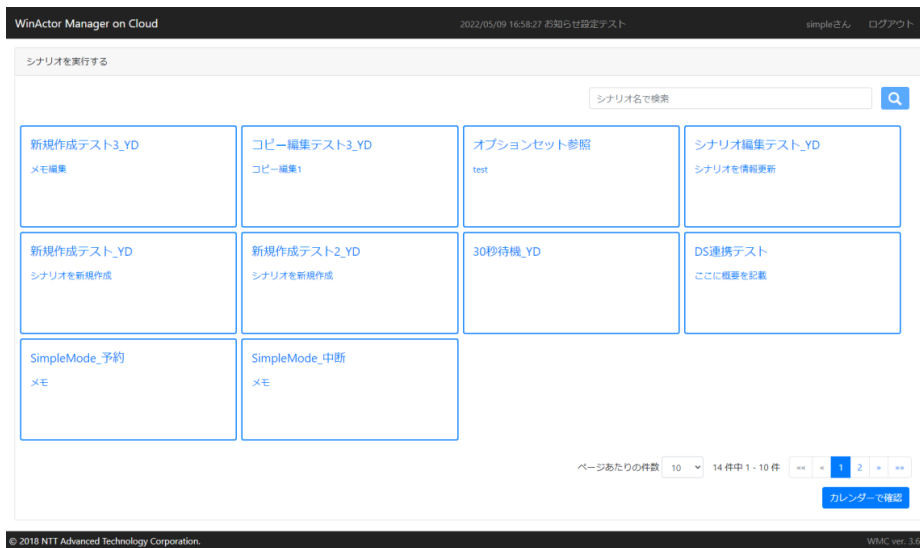 WinActor Manager on Cloud 2022/05/09 16:58:27 お知らせ設定テスト simpleさん ログアウト
シナリオを実行する
シナリオ名で検索
新規作成テスト3_YD コピー編集テスト3_YD オプションセット参照 シナリオ編集テスト_YD
メモ編集 コピー編集1 test シナリオを情報更新
新規作成テスト_YD 新規作成テスト2_YD 30秒待機_YD DS連携テスト
シナリオを新規作成 シナリオを新規作成 ここに概要を記載
SimpleMode_予約 SimpleMode_中断
メモ メモ
ページあたりの件数 10 14 件中 1 - 10 件 «« « 1 2 » »»
カレンダーで確認
© 2018 NTT Advanced Technology Corporation. WMC ver. 3.6